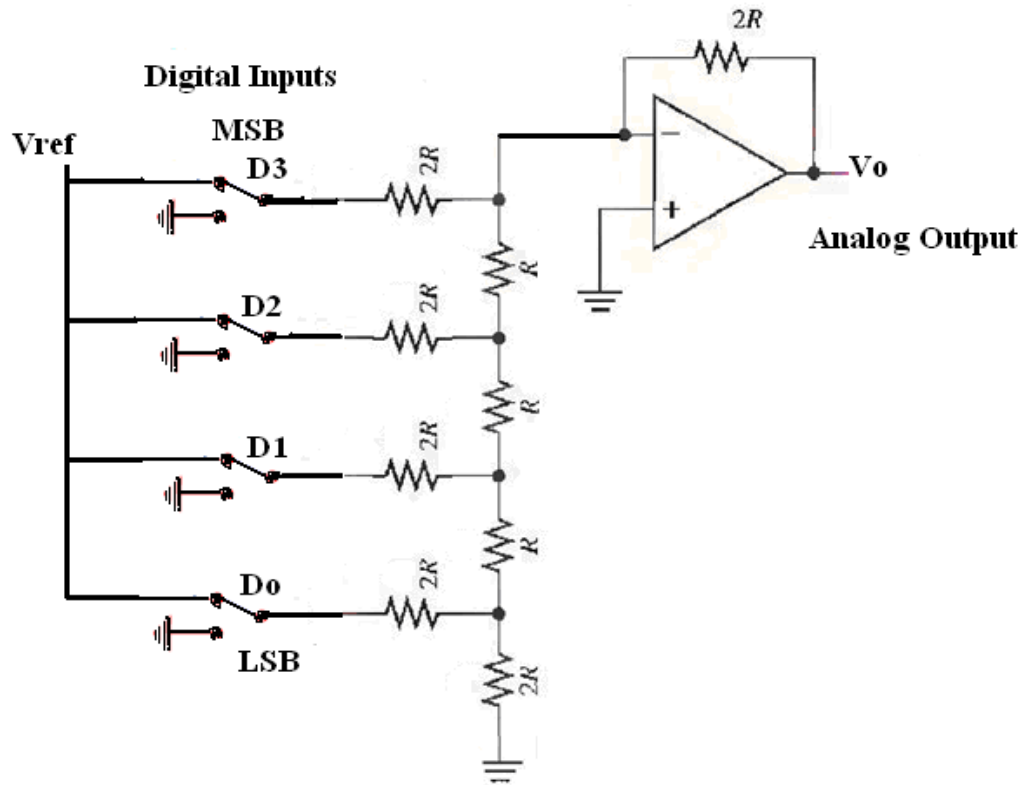 2R
Digital Inputs
MSB
Vref
D3
2R
−
+
Vo
Analog Output
R
D2
2R
R
D1
2R
R
Do
2R
LSB
2R